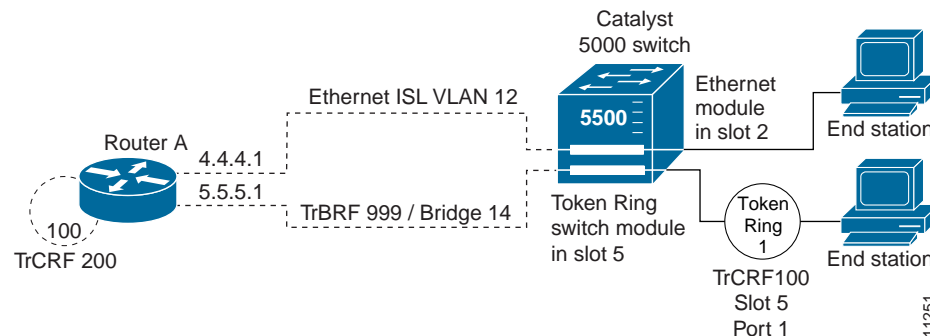 Catalyst
5000 switch
Ethernet ISL VLAN 12
Ethernet
module
in slot 2
5500
End station
Router A
4.4.4.1
5.5.5.1
TrBRF 999 / Bridge 14
Token Ring
switch module
in slot 5
Token
Ring
1
End station
100
TrCRF 200
TrCRF100
Slot 5
Port 1
11251